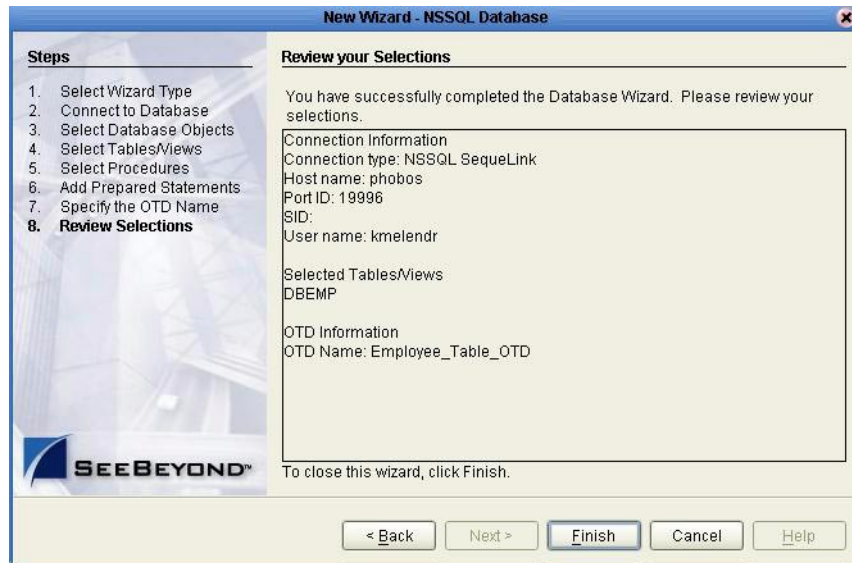 New Wizard - NSSQL Database
Steps
1. Select Wizard Type
2. Connect to Database
3. Select Database Objects
4. Select Tables/Views
5. Select Procedures
6. Add Prepared Statements
7. Specify the OTD Name
8. Review Selections
SEEBEYOND™
Review your Selections
You have successfully completed the Database Wizard. Please review your
selections.
Connection Information
Connection type: NSSQL SequeLink
Host name: phobos
Port ID: 19996
SID:
User name: kmelendr
Selected Tables/Views
DBEMP
OTD Information
OTD Name: Employee_Table_OTD
To close this wizard, click Finish.
< Back Next > Finish Cancel Help